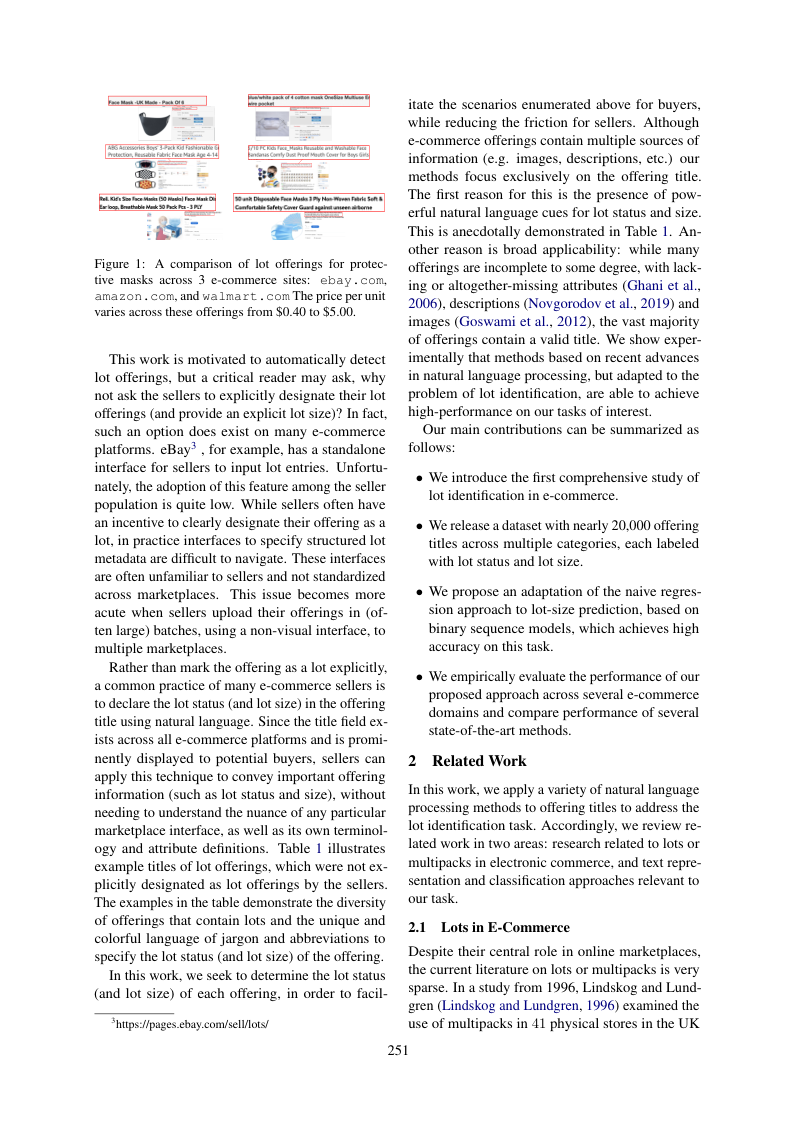 Face Mask -UK Made - Pack Of 6
blue/white pack of 4 cotton mask OneSize Multiuse
wire pocket
ABG Accessories Boys' 3-Pack Kid Fashionable
Protection, Reusable Fabric Face Mask Age 4-14
/10 PC Kids Face_Masks Reusable and Washable Face
Bandanas Comfy Dust Proof Mouth Cover for Boys Girls
Reli. Kid's Size Face Masks (50 Masks) Face Mask
Ear loop, Breathable Mask 50 Pack Pcs - 3 PLY
50 unit Disposable Face Masks 3 Ply Non-Woven Fabric Soft &
Comfortable Safety Cover Guard against unseen airborne
Figure 1: A comparison of lot offerings for protec-
tive masks across 3 e-commerce sites: ebay.com,
amazon.com, and walmart.com The price per unit
varies across these offerings from $0.40 to $5.00.
This work is motivated to automatically detect
lot offerings, but a critical reader may ask, why
not ask the sellers to explicitly designate their lot
offerings (and provide an explicit lot size)? In fact,
such an option does exist on many e-commerce
platforms. eBay3 , for example, has a standalone
interface for sellers to input lot entries. Unfortu-
nately, the adoption of this feature among the seller
population is quite low. While sellers often have
an incentive to clearly designate their offering as a
lot, in practice interfaces to specify structured lot
metadata are difficult to navigate. These interfaces
are often unfamiliar to sellers and not standardized
across marketplaces. This issue becomes more
acute when sellers upload their offerings in (of-
ten large) batches, using a non-visual interface, to
multiple marketplaces.
Rather than mark the offering as a lot explicitly,
a common practice of many e-commerce sellers is
to declare the lot status (and lot size) in the offering
title using natural language. Since the title field ex-
ists across all e-commerce platforms and is promi-
nently displayed to potential buyers, sellers can
apply this technique to convey important offering
information (such as lot status and size), without
needing to understand the nuance of any particular
marketplace interface, as well as its own terminol-
ogy and attribute definitions. Table 1 illustrates
example titles of lot offerings, which were not ex-
plicitly designated as lot offerings by the sellers.
The examples in the table demonstrate the diversity
of offerings that contain lots and the unique and
colorful language of jargon and abbreviations to
specify the lot status (and lot size) of the offering.
In this work, we seek to determine the lot status
(and lot size) of each offering, in order to facil-
3https://pages.ebay.com/sell/lots/
itate the scenarios enumerated above for buyers,
while reducing the friction for sellers. Although
e-commerce offerings contain multiple sources of
information (e.g. images, descriptions, etc.) our
methods focus exclusively on the offering title.
The first reason for this is the presence of pow-
erful natural language cues for lot status and size.
This is anecdotally demonstrated in Table 1. An-
other reason is broad applicability: while many
offerings are incomplete to some degree, with lack-
ing or altogether-missing attributes (Ghani et al.,
2006), descriptions (Novgorodov et al., 2019) and
images (Goswami et al., 2012), the vast majority
of offerings contain a valid title. We show exper-
imentally that methods based on recent advances
in natural language processing, but adapted to the
problem of lot identification, are able to achieve
high-performance on our tasks of interest.
Our main contributions can be summarized as
follows:
• We introduce the first comprehensive study of
lot identification in e-commerce.
• We release a dataset with nearly 20,000 offering
titles across multiple categories, each labeled
with lot status and lot size.
• We propose an adaptation of the naive regres-
sion approach to lot-size prediction, based on
binary sequence models, which achieves high
accuracy on this task.
• We empirically evaluate the performance of our
proposed approach across several e-commerce
domains and compare performance of several
state-of-the-art methods.
2 Related Work
In this work, we apply a variety of natural language
processing methods to offering titles to address the
lot identification task. Accordingly, we review re-
lated work in two areas: research related to lots or
multipacks in electronic commerce, and text repre-
sentation and classification approaches relevant to
our task.
2.1 Lots in E-Commerce
Despite their central role in online marketplaces,
the current literature on lots or multipacks is very
sparse. In a study from 1996, Lindskog and Lund-
gren (Lindskog and Lundgren, 1996) examined the
use of multipacks in 41 physical stores in the UK
251